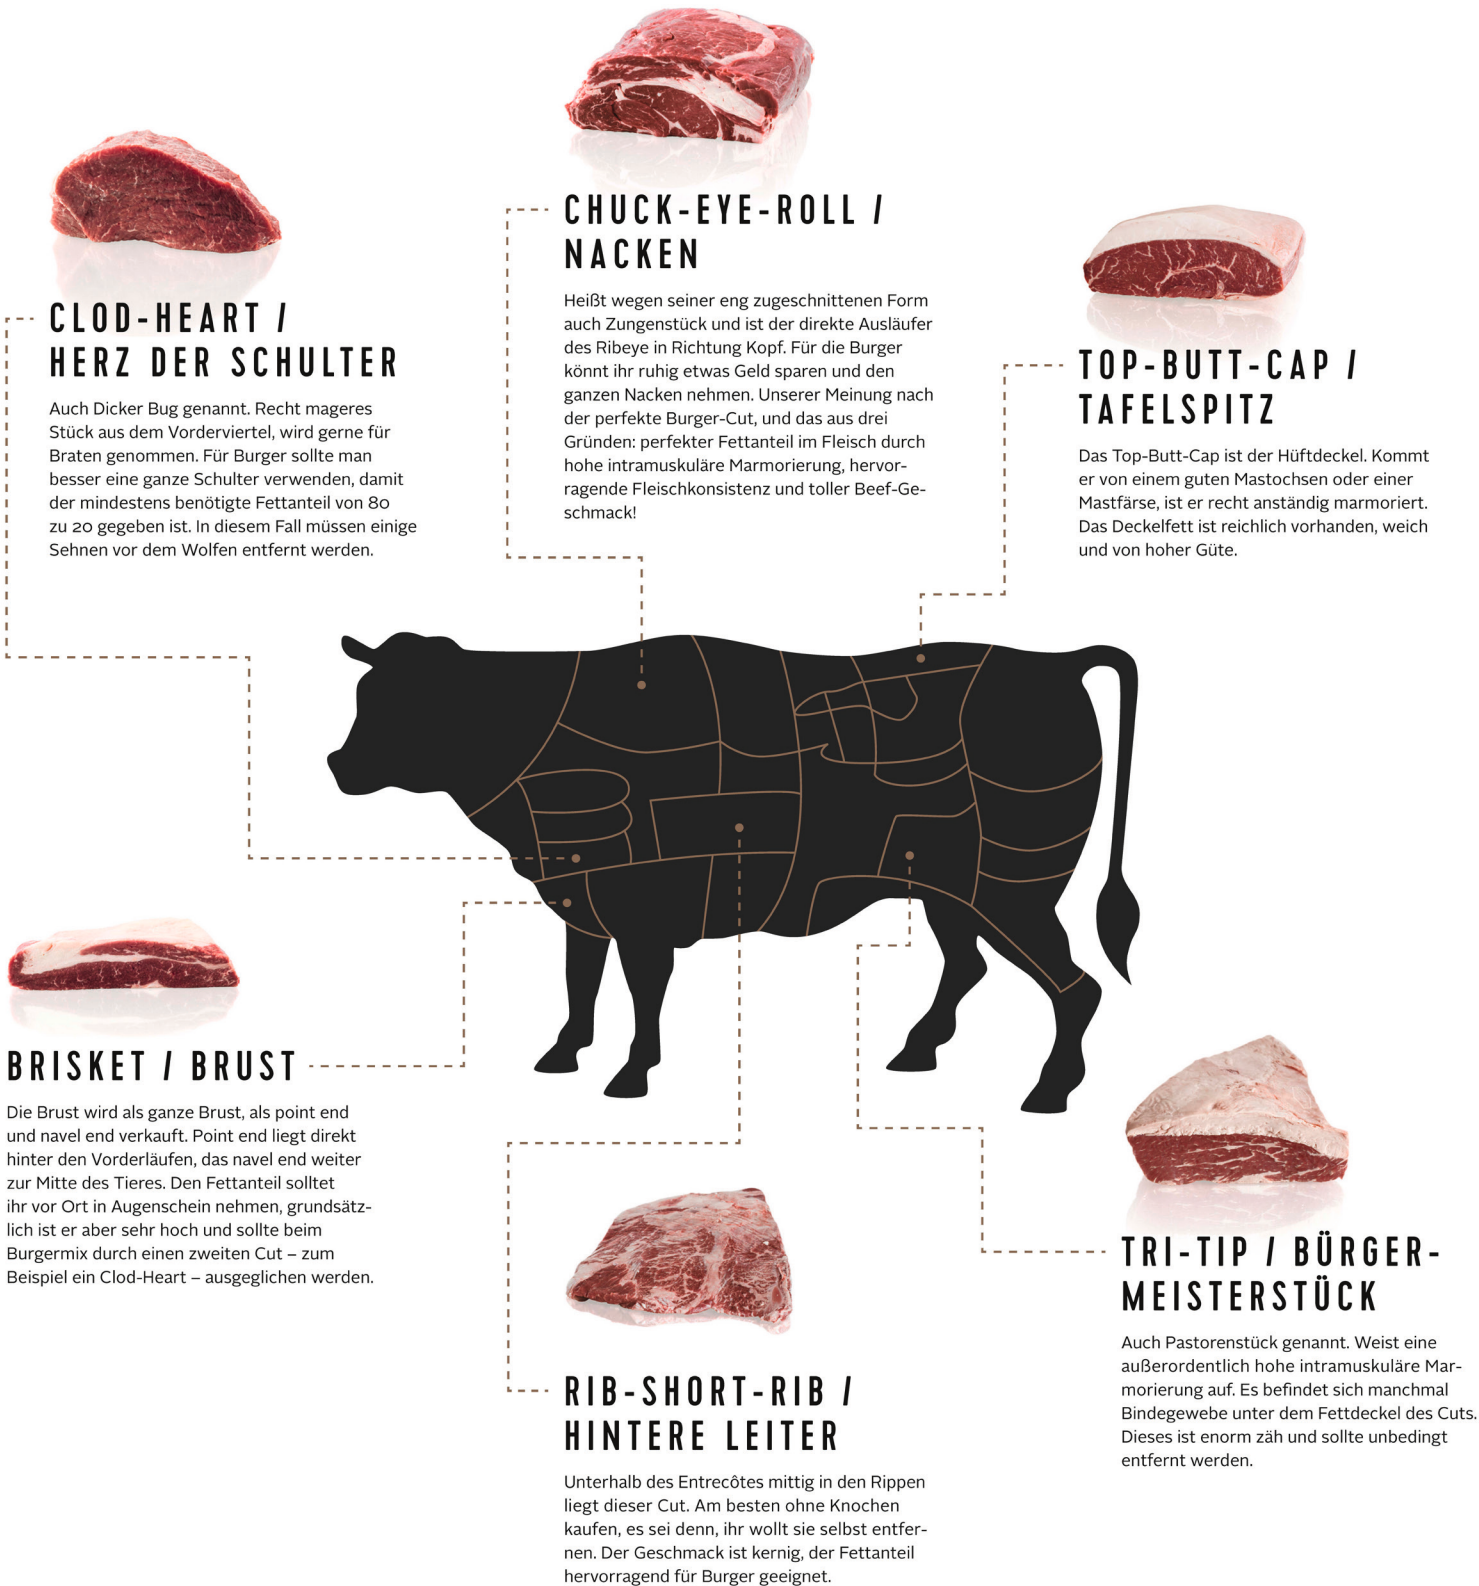 CHUCK-EYE-ROLL /
NACKEN
Heißt wegen seiner eng zugeschnittenen Form
auch Zungenstück und ist der direkte Ausläufer
des Ribeye in Richtung Kopf. Für die Burger
könnt ihr ruhig etwas Geld sparen und den
ganzen Nacken nehmen. Unserer Meinung nach
der perfekte Burger-Cut, und das aus drei
Gründen: perfekter Fettanteil im Fleisch durch
hohe intramuskuläre Marmorierung, hervor-
ragende Fleischkonsistenz und toller Beef-Ge-
schmack!
CLOD-HEART /
HERZ DER SCHULTER
Auch Dicker Bug genannt. Recht mageres
Stück aus dem Vorderviertel, wird gerne für
Braten genommen. Für Burger sollte man
besser eine ganze Schulter verwenden, damit
der mindestens benötigte Fettanteil von 80
zu 20 gegeben ist. In diesem Fall müssen einige
Sehnen vor dem Wolfen entfernt werden.
TOP-BUTT-CAP /
TAFELSPITZ
Das Top-Butt-Cap ist der Hüftdeckel. Kommt
er von einem guten Mastochsen oder einer
Mastfärse, ist er recht anständig marmoriert.
Das Deckelfett ist reichlich vorhanden, weich
und von hoher Güte.
BRISKET / BRUST
Die Brust wird als ganze Brust, als point end
und navel end verkauft. Point end liegt direkt
hinter den Vorderläufen, das navel end weiter
zur Mitte des Tieres. Den Fettanteil solltet
ihr vor Ort in Augenschein nehmen, grundsätz-
lich ist er aber sehr hoch und sollte beim
Burgermix durch einen zweiten Cut – zum
Beispiel ein Clod-Heart – ausgeglichen werden.
RIB-SHORT-RIB /
HINTERE LEITER
Unterhalb des Entrecôtes mittig in den Rippen
liegt dieser Cut. Am besten ohne Knochen
kaufen, es sei denn, ihr wollt sie selbst entfer-
nen. Der Geschmack ist kernig, der Fettanteil
hervorragend für Burger geeignet.
TRI-TIP / BÜRGER-
MEISTERSTÜCK
Auch Pastorenstück genannt. Weist eine
außerordentlich hohe intramuskuläre Mar-
morierung auf. Es befindet sich manchmal
Bindegewebe unter dem Fettdeckel des Cuts.
Dieses ist enorm zäh und sollte unbedingt
entfernt werden.